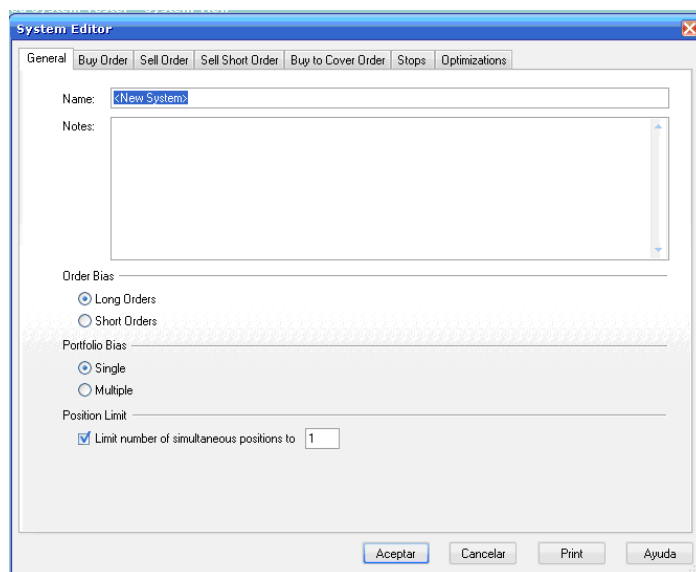 System Editor
General Buy Order Sell Order Sell Short Order Buy to Cover Order Stops Optimizations
Name: <New System>
Notes:
Order Bias
Long Orders
Short Orders
Portfolio Bias
Single
Multiple
Position Limit
Limit number of simultaneous positions to 1
Aceptar Cancelar Print Ayuda